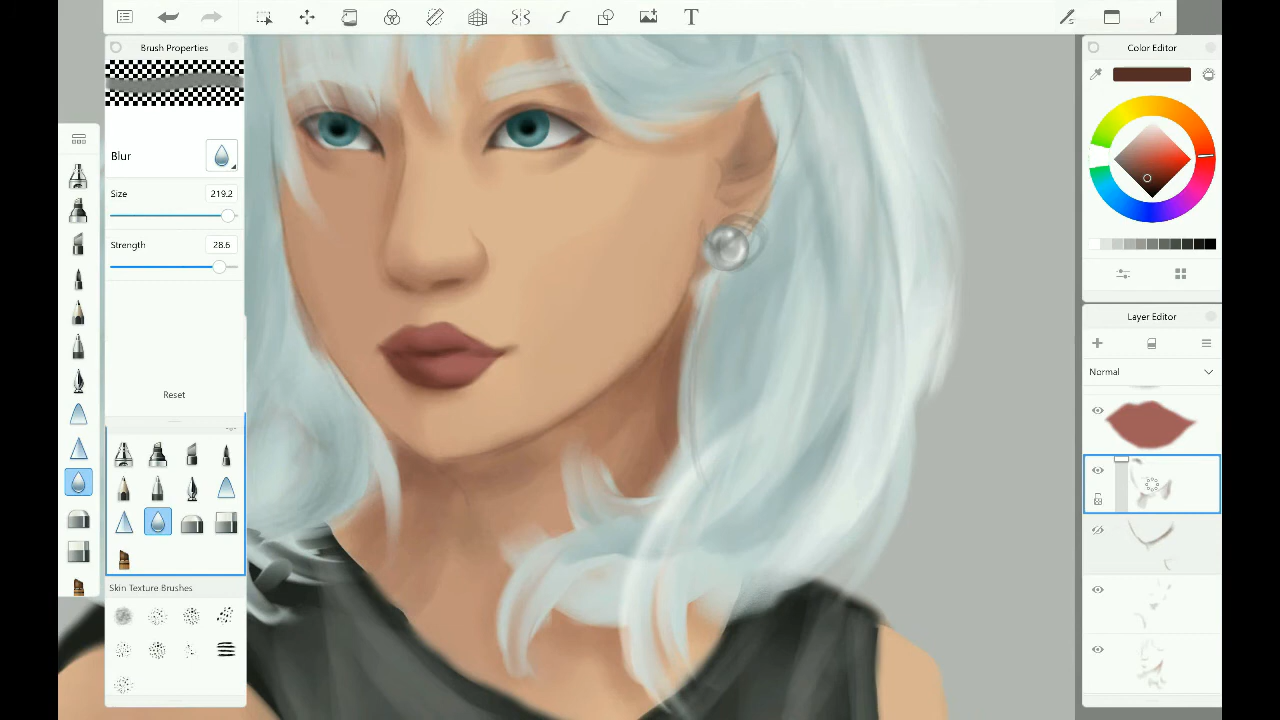 T
Brush Properties
Blur
Size
219.2
Strength
28.6
Reset
Skin Texture Brushes
Color Editor
Layer Editor
Normal